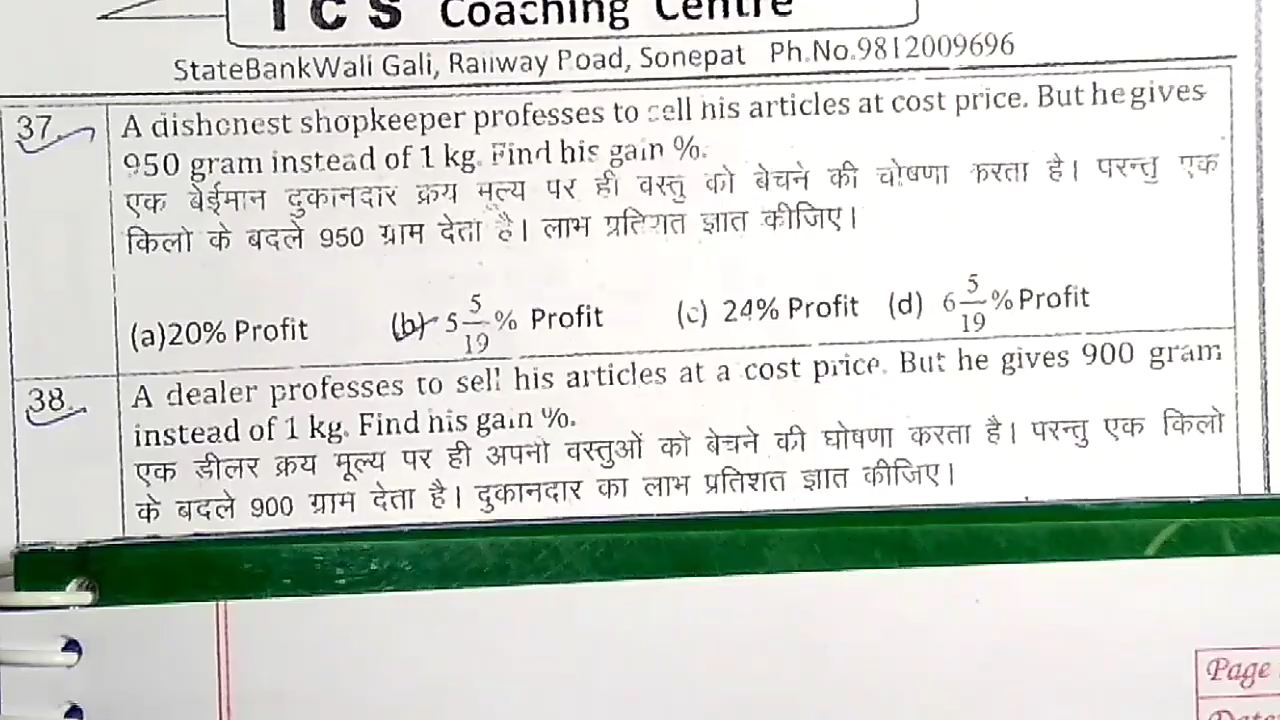 TCS Coaching Centre
StateBankWali Gali, Railway Road, Sonepat Ph.No.9812009696
37. A dishonest shopkeeper professes to sell his articles at cost price. But he gives
950 gram instead of 1 kg. Find his gain %.
एक बेईमान दुकानदार क्रय मूल्य पर ही वस्तु को बेचने की घोषणा करता है। परन्तु एक
किलो के बदले 950 ग्राम देता है। लाभ प्रतिशत ज्ञात कीजिए।
(a)20% Profit (b) 5 5/19 % Profit (c) 24% Profit (d) 6 5/19 % Profit
38. A dealer professes to sell his articles at a cost price. But he gives 900 gram
instead of 1 kg. Find his gain %.
एक डीलर क्रय मूल्य पर ही अपनी वस्तुओं को बेचने की घोषणा करता है। परन्तु एक किलो
के बदले 900 ग्राम देता है। दुकानदार का लाभ प्रतिशत ज्ञात कीजिए।
Page